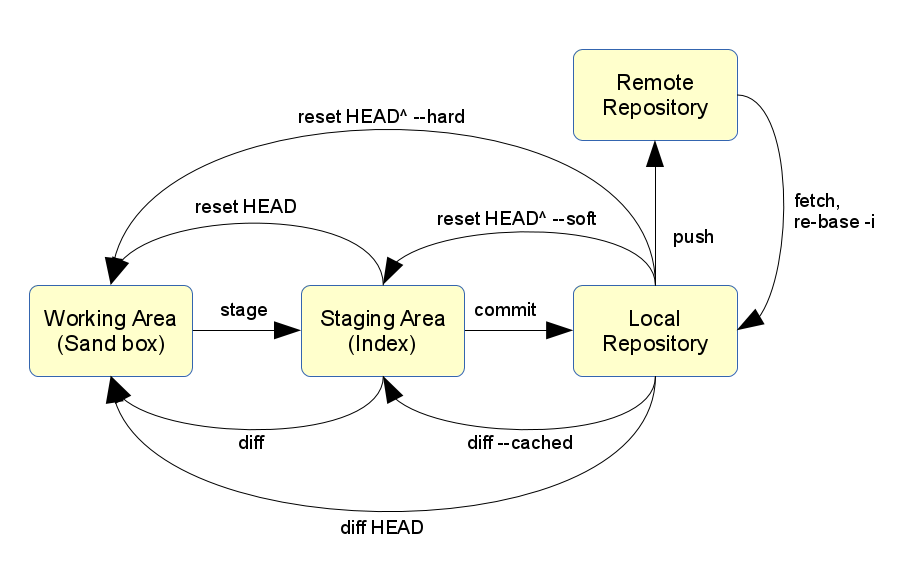 Remote
Repository
reset HEAD^ --hard
fetch,
re-base -i
reset HEAD
reset HEAD^ --soft
push
stage
commit
Working Area
(Sand box)
Staging Area
(Index)
Local
Repository
diff
diff --cached
diff HEAD